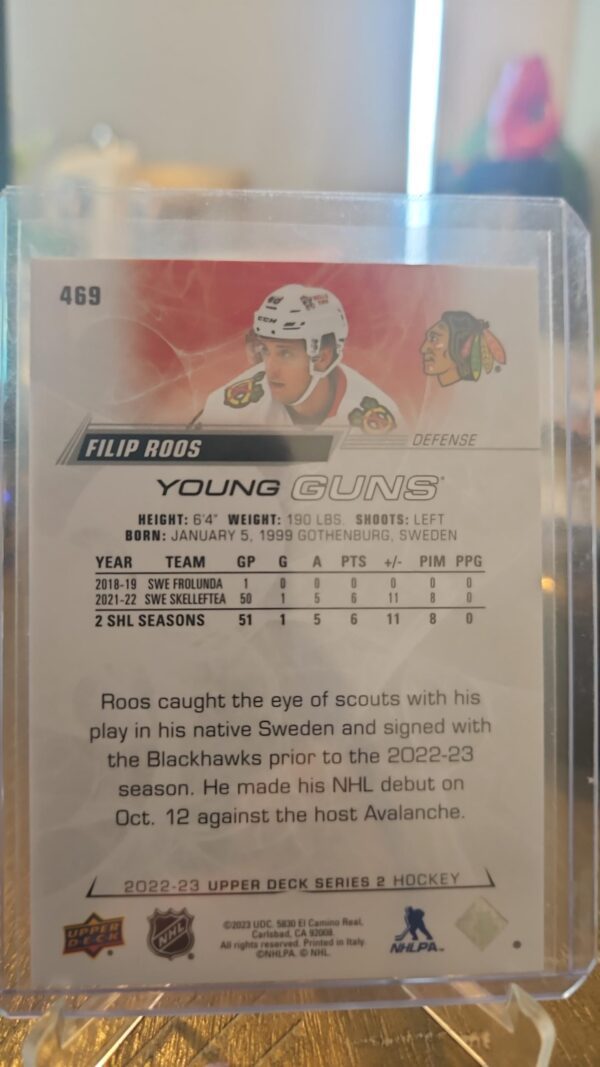 469
FILIP ROOS
DEFENSE
YOUNG GUNS®
HEIGHT: 6'4" WEIGHT: 190 LBS. SHOOTS: LEFT
BORN: JANUARY 5, 1999 GOTHENBURG, SWEDEN
YEAR TEAM GP G A PTS +/- PIM PPG
2018-19 SWE FROLUNDA 1 0 0 0 0 0 0
2021-22 SWE SKELLEFTEA 50 1 5 6 11 8 0
2 SHL SEASONS 51 1 5 6 11 8 0
Roos caught the eye of scouts with his
play in his native Sweden and signed with
the Blackhawks prior to the 2022-23
season. He made his NHL debut on
Oct. 12 against the host Avalanche.
2022-23 UPPER DECK SERIES 2 HOCKEY
UPPER DECK
NHL
©2023 UDC. 5830 El Camino Real,
Carlsbad, CA 92008.
All rights reserved. Printed in Italy.
©NHLPA. © NHL.
NHLPA